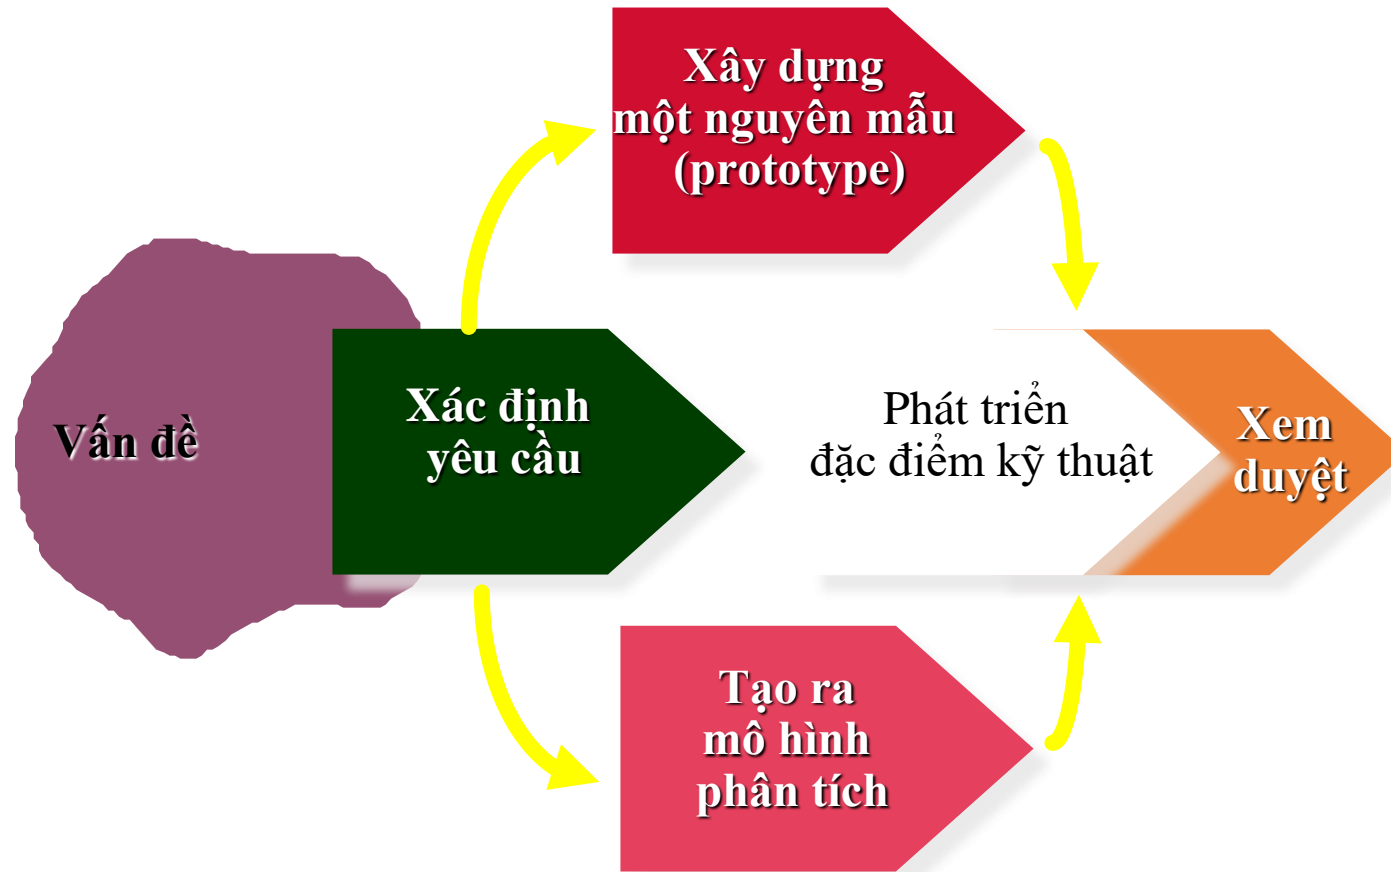 Xây dựng
một nguyên mẫu
(prototype)
Vấn đề
Xác định
yêu cầu
Phát triển
đặc điểm kỹ thuật
Xem
duyệt
Tạo ra
mô hình
phân tích